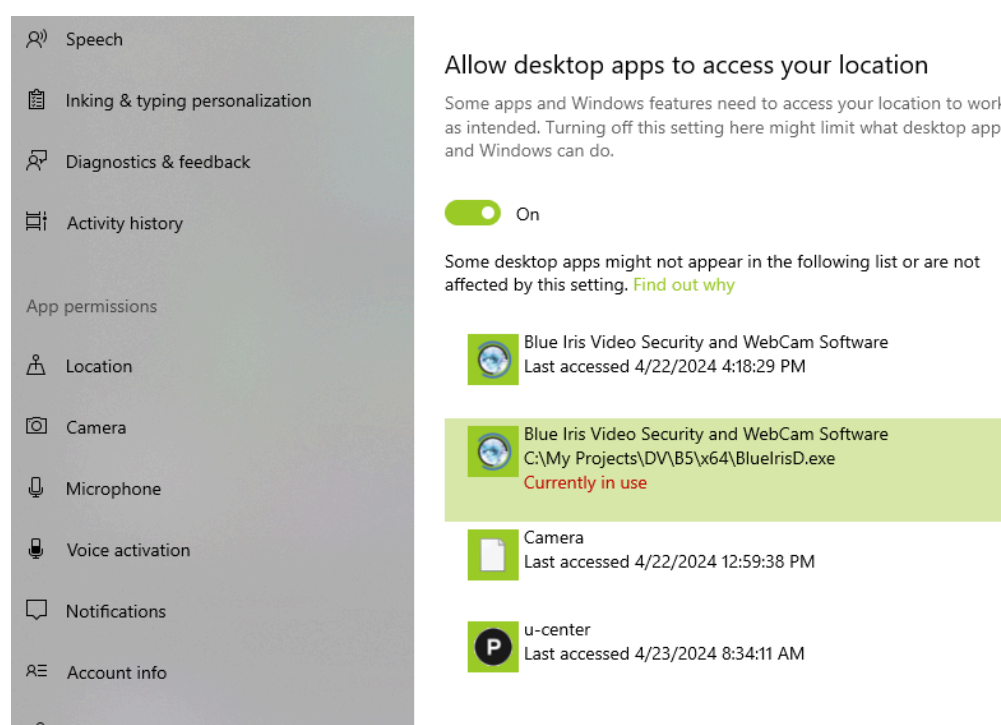 Speech
Inking & typing personalization
Diagnostics & feedback
Activity history
App permissions
Location
Camera
Microphone
Voice activation
Notifications
Account info
Allow desktop apps to access your location
Some apps and Windows features need to access your location to work
as intended. Turning off this setting here might limit what desktop app
and Windows can do.
On
Some desktop apps might not appear in the following list or are not
affected by this setting. Find out why
Blue Iris Video Security and WebCam Software
Last accessed 4/22/2024 4:18:29 PM
Blue Iris Video Security and WebCam Software
C:\My Projects\DV\B5\x64\BlueIrisD.exe
Currently in use
Camera
Last accessed 4/22/2024 12:59:38 PM
P
u-center
Last accessed 4/23/2024 8:34:11 AM